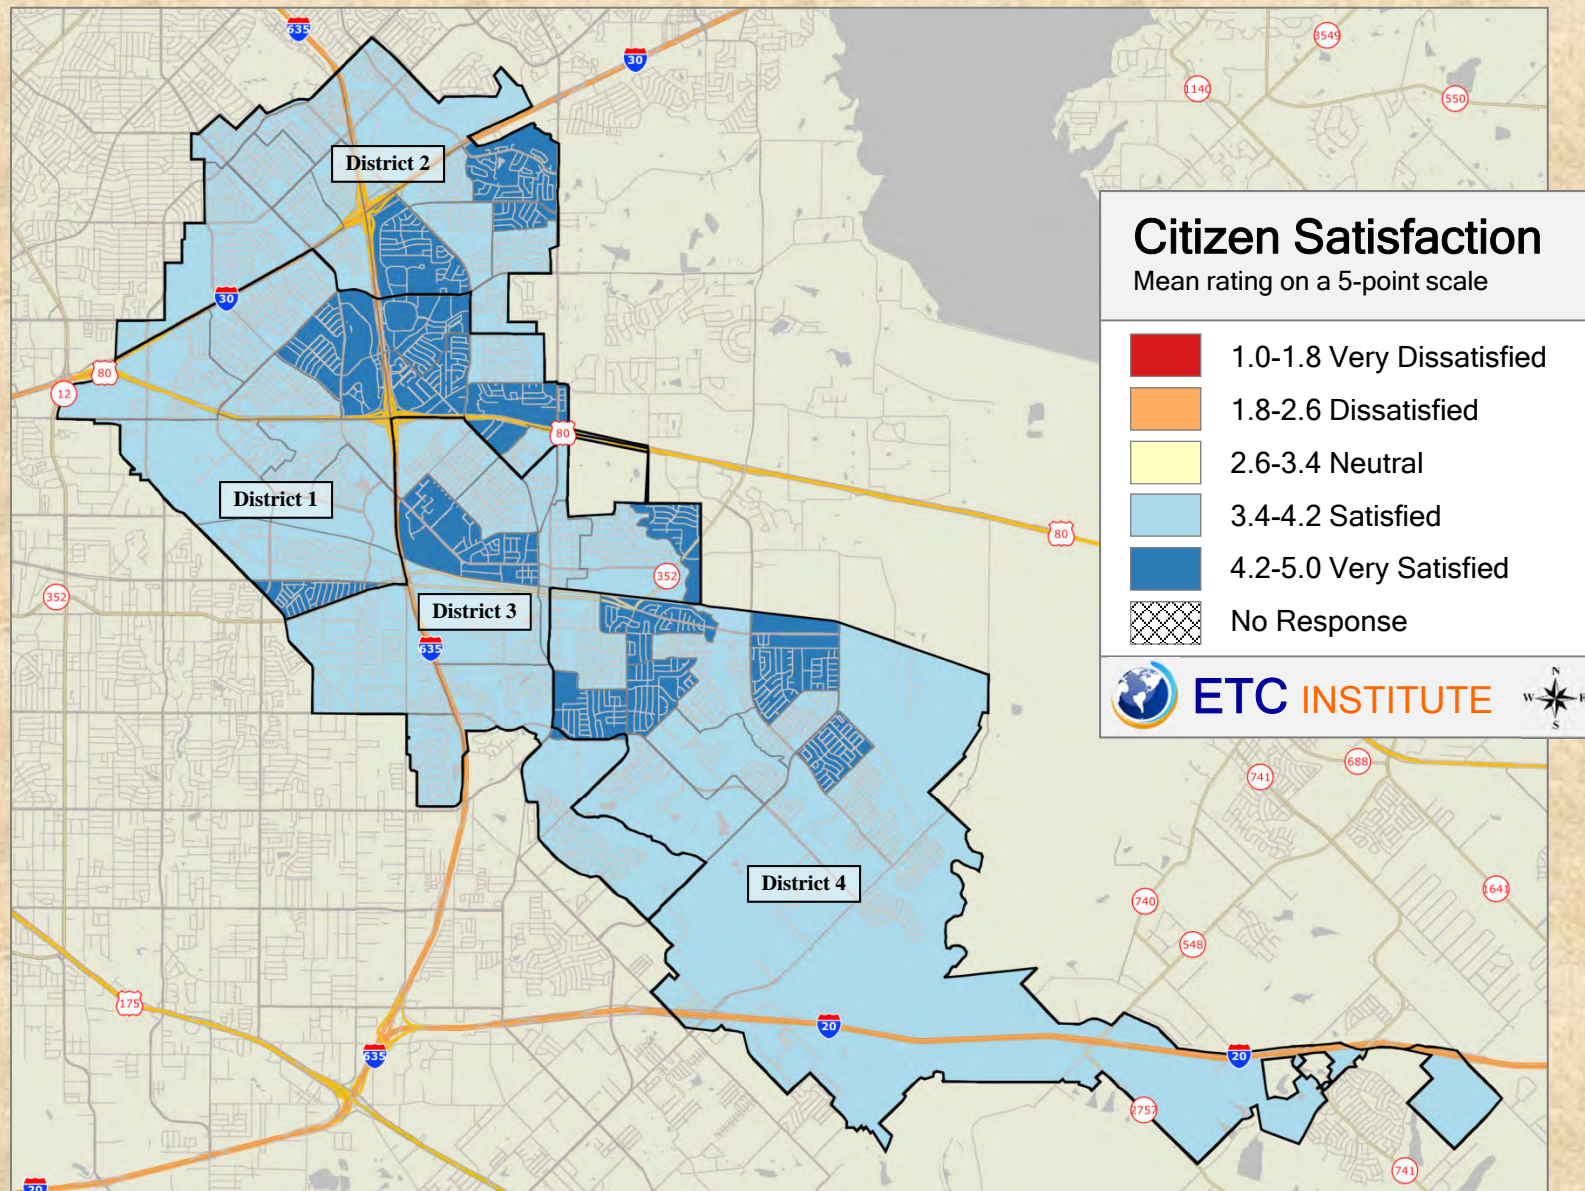 635
30
3549
1140
550
District 2
Citizen Satisfaction
Mean rating on a 5-point scale
30
1.0-1.8 Very Dissatisfied
80
12
1.8-2.6 Dissatisfied
80
2.6-3.4 Neutral
District 1
3.4-4.2 Satisfied
80
352
352
4.2-5.0 Very Satisfied
District 3
No Response
635
ETC INSTITUTE
N
W E
S
688
741
District 4
740
1641
548
175
20
635
20
2757
741
20